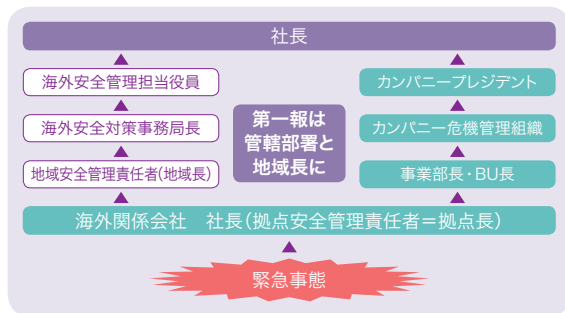 社長
海外安全管理担当役員
カンパニープレジデント
海外安全対策事務局長
第一報は
管轄部署と
地域長に
カンパニー危機管理組織
地域安全管理責任者(地域長)
事業部長・BU長
海外関係会社　社長(拠点安全管理責任者=拠点長)
緊急事態